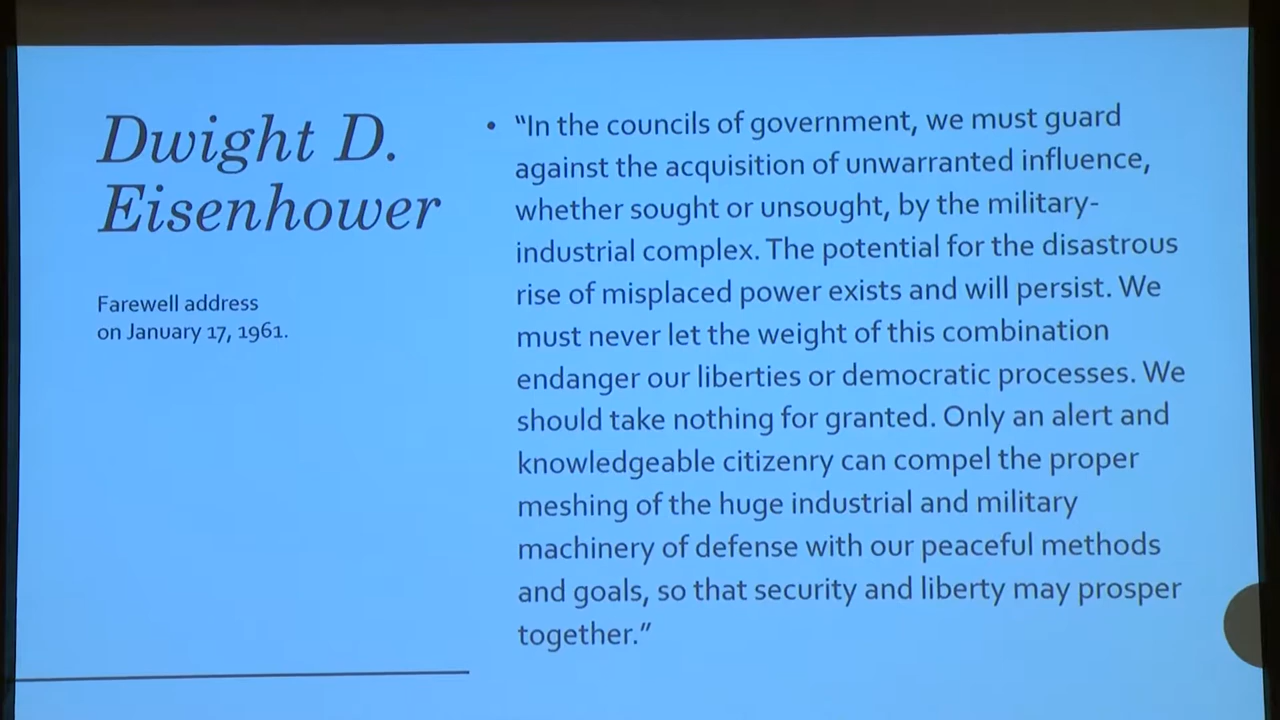 Dwight D.
Eisenhower
Farewell address
on January 17, 1961.
• “In the councils of government, we must guard
against the acquisition of unwarranted influence,
whether sought or unsought, by the military-
industrial complex. The potential for the disastrous
rise of misplaced power exists and will persist. We
must never let the weight of this combination
endanger our liberties or democratic processes. We
should take nothing for granted. Only an alert and
knowledgeable citizenry can compel the proper
meshing of the huge industrial and military
machinery of defense with our peaceful methods
and goals, so that security and liberty may prosper
together.”